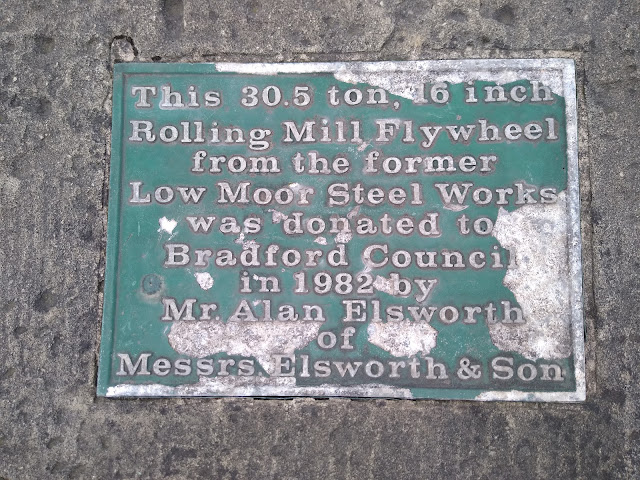 This 30.5 ton, 16 inch
Rolling Mill Flywheel
from the former
Low Moor Steel Works
was donated to
Bradford Council
in 1982 by
Mr. Alan Elsworth
of
Messrs. Elsworth & Son